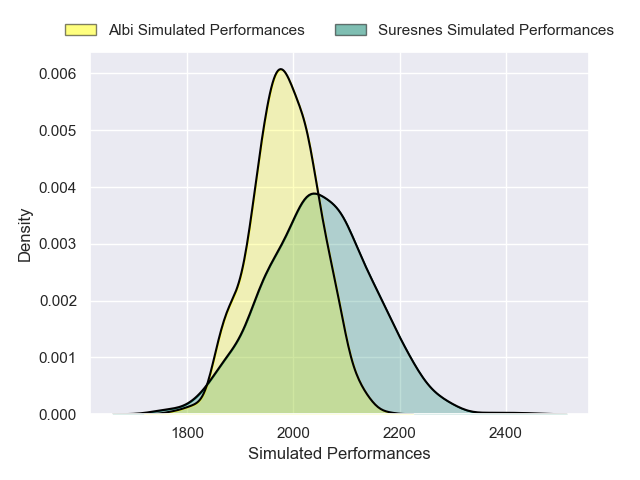 Albi Simulated Performances Suresnes Simulated Performances
0.006
0.005
0.004
0.003
0.002
0.001
0.000
Density
1800 2000 2200 2400
Simulated Performances